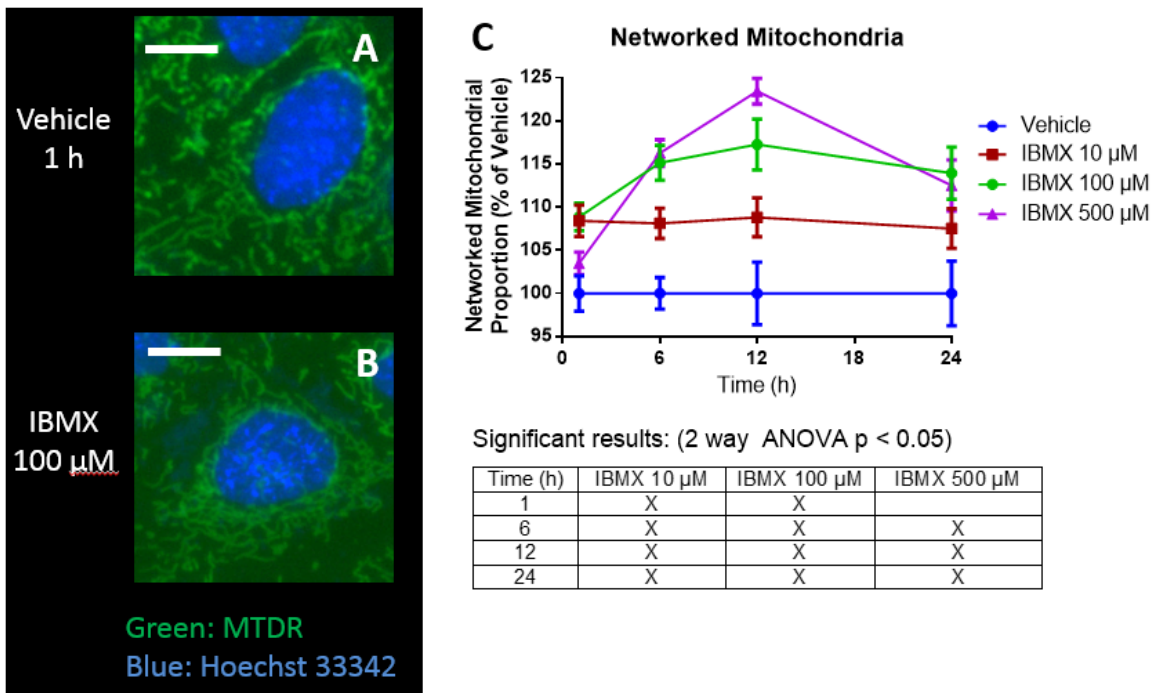 A
Vehicle
1 h
B
IBMX
100 µM
Green: MTDR
Blue: Hoechst 33342
C
Networked Mitochondria
Networked Mitochondrial
Proportion (% of Vehicle)
125
120
115
110
105
100
95
0
6
12
18
24
Time (h)
Vehicle
IBMX 10 µM
IBMX 100 µM
IBMX 500 µM
Significant results: (2 way ANOVA p < 0.05)
Time (h) IBMX 10 µM IBMX 100 µM IBMX 500 µM
1 X X
6 X X X
12 X X X
24 X X X